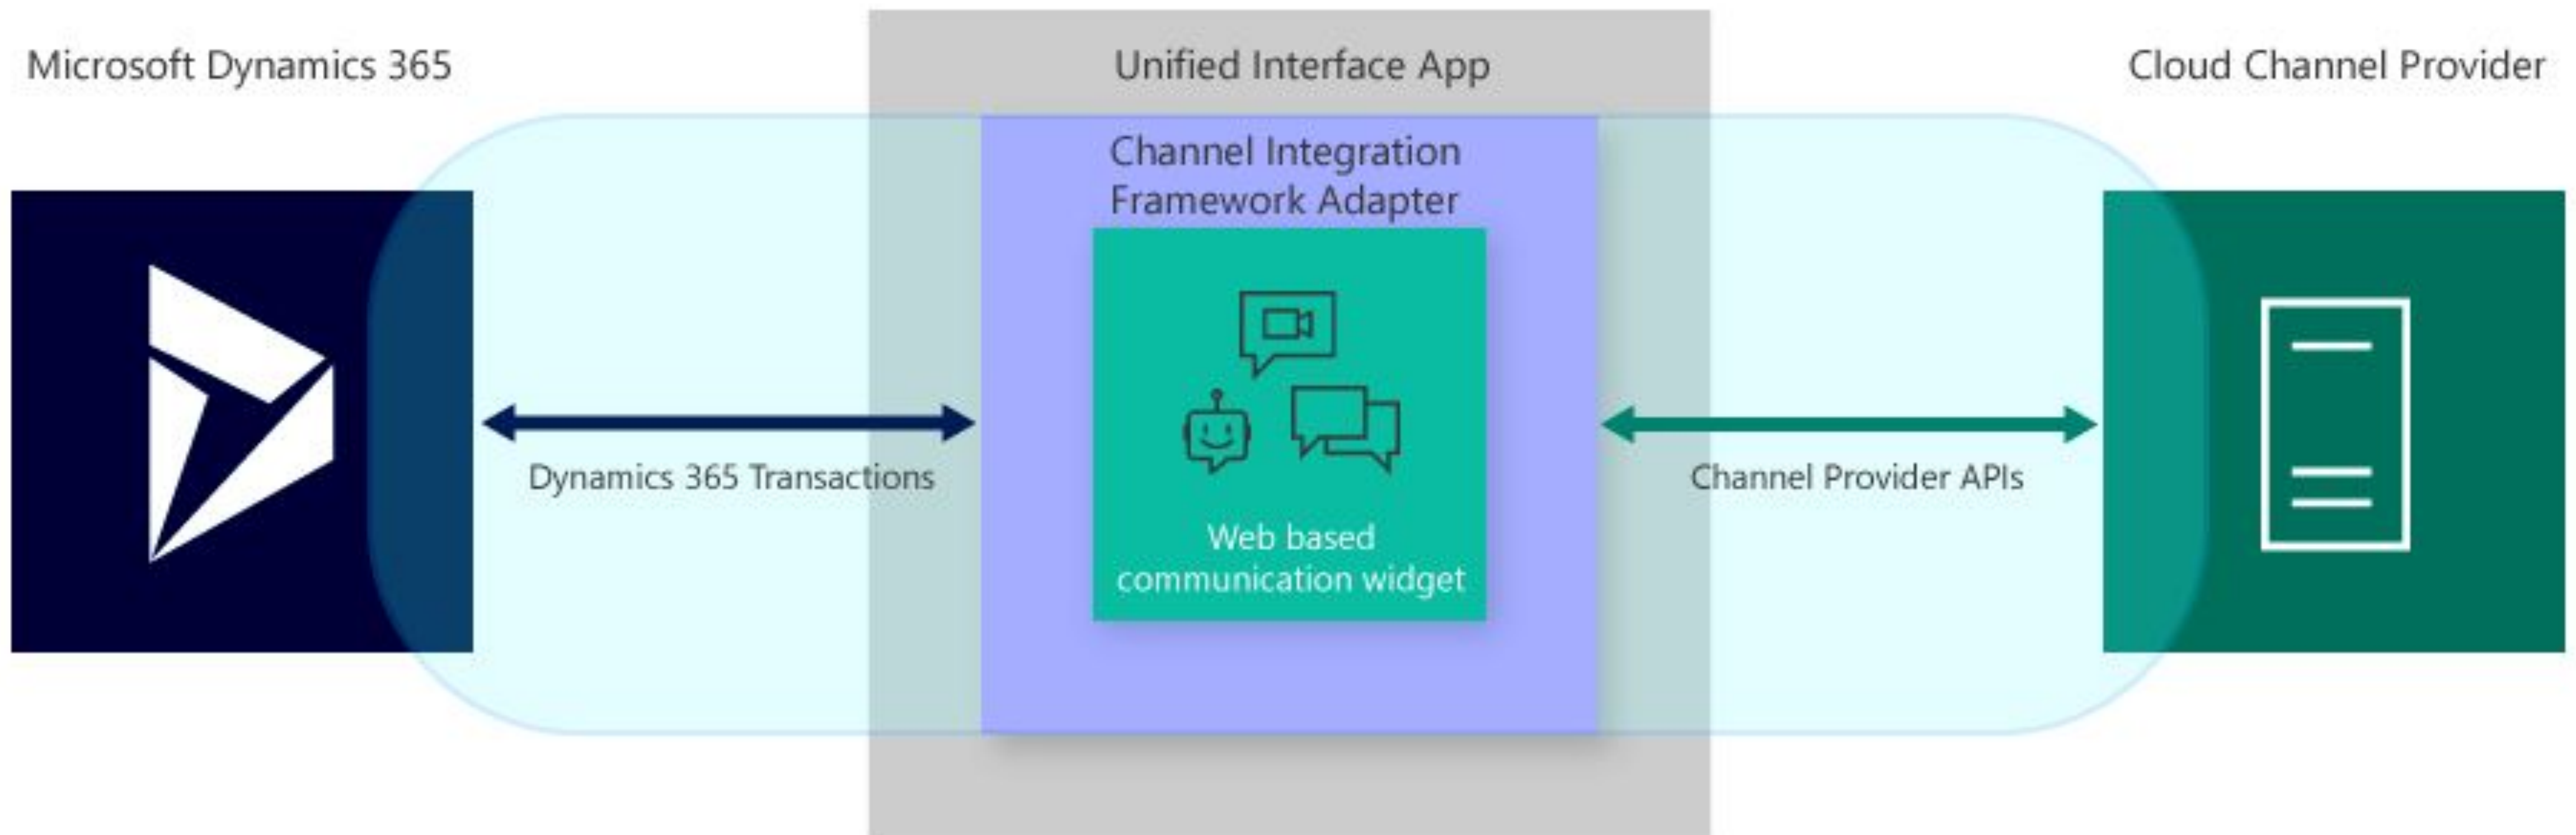 Microsoft Dynamics 365
Unified Interface App
Cloud Channel Provider
Channel Integration
Framework Adapter
Dynamics 365 Transactions
Channel Provider APIs
Web based
communication widget